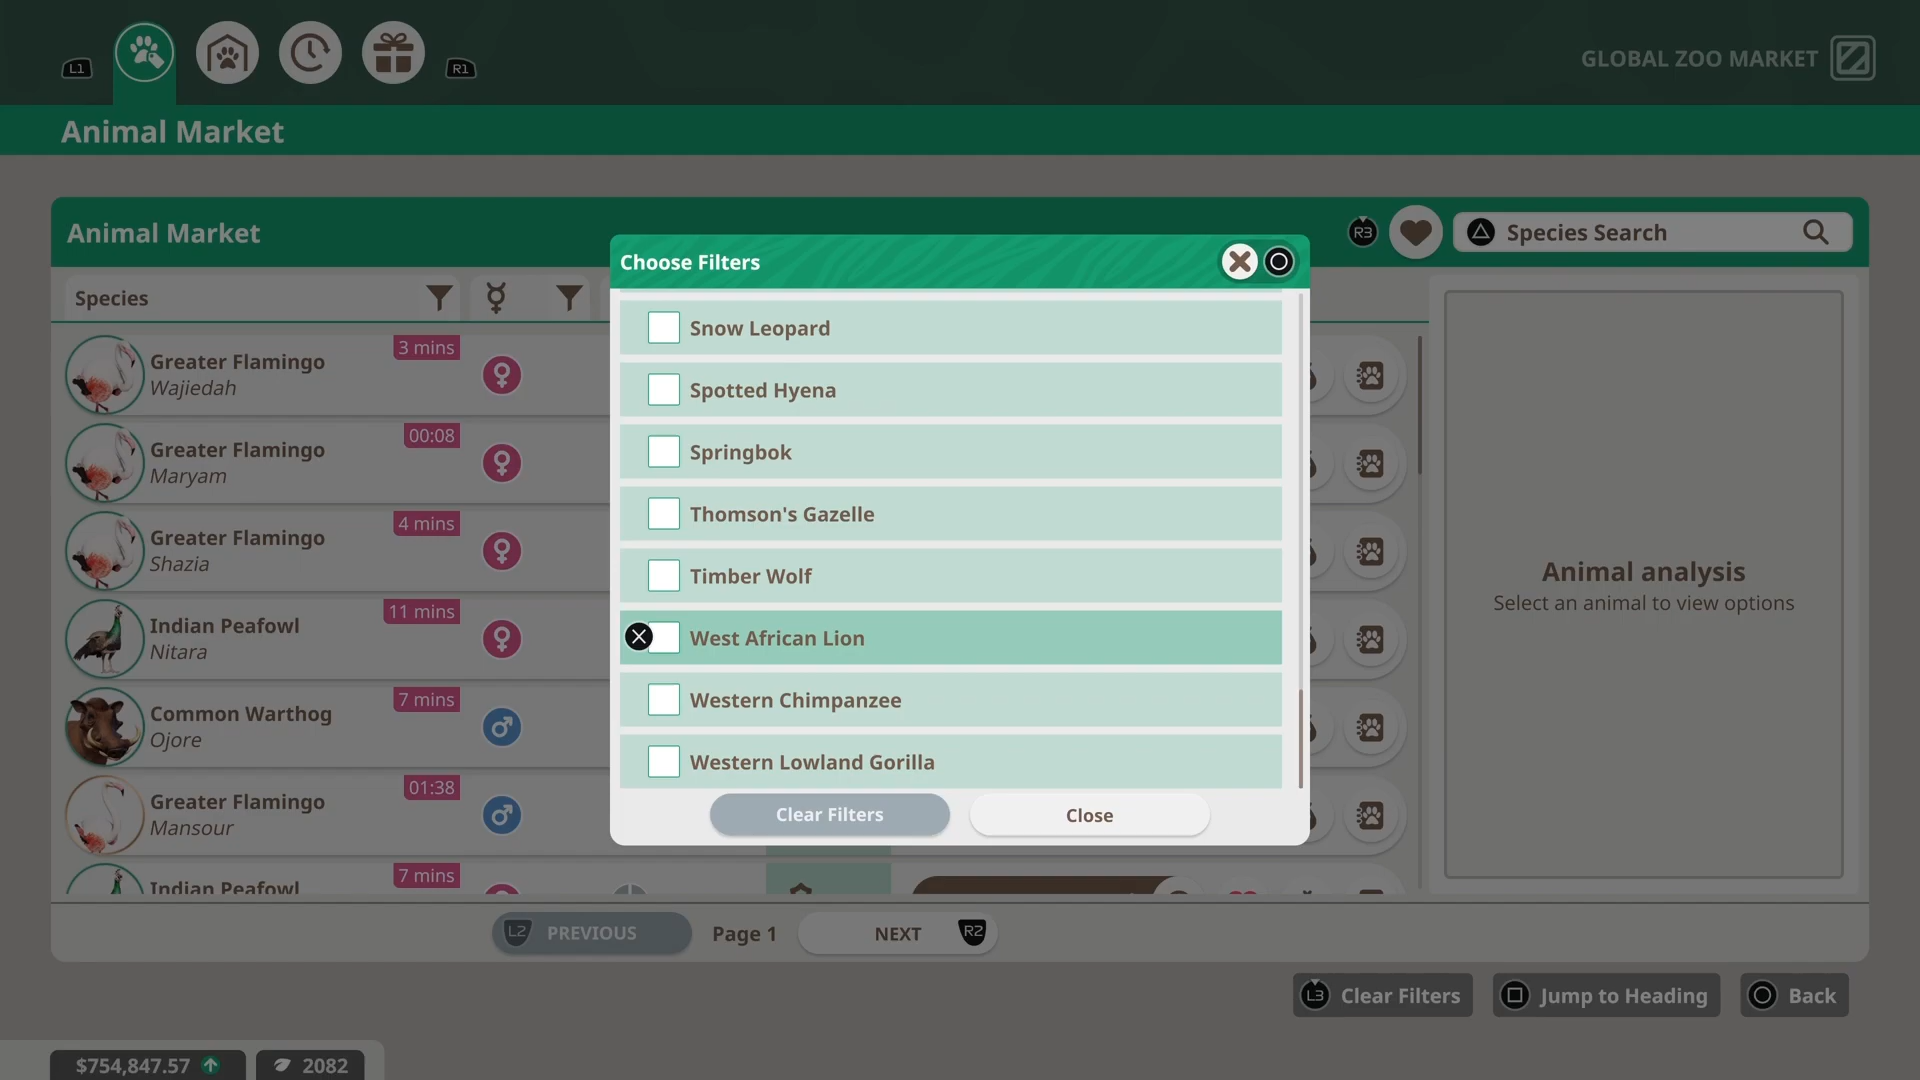 L1
R1
GLOBAL ZOO MARKET
Animal Market
Animal Market
R3
Species Search
Species
Choose Filters
Greater Flamingo
Wajiedah
3 mins
Greater Flamingo
Maryam
00:08
Greater Flamingo
Shazia
4 mins
Indian Peafowl
Nitara
11 mins
Common Warthog
Ojore
7 mins
Greater Flamingo
Mansour
01:38
Indian Peafowl
7 mins
Snow Leopard
Spotted Hyena
Springbok
Thomson's Gazelle
Timber Wolf
West African Lion
Western Chimpanzee
Western Lowland Gorilla
Clear Filters
Close
Animal analysis
Select an animal to view options
L2 PREVIOUS
Page 1
NEXT R2
L3 Clear Filters
Jump to Heading
Back
$754,847.57
2082